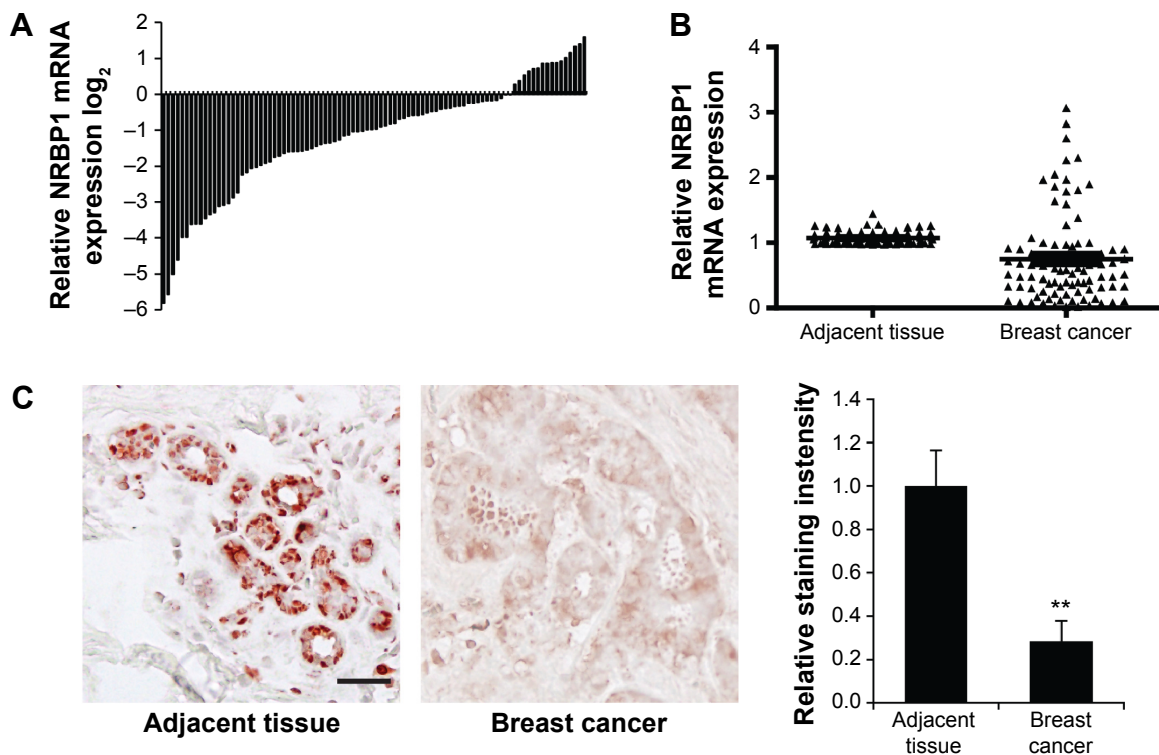 A
Relative NRBP1 mRNA
expression log2
2
1
0
–1
–2
–3
–4
–5
–6
B
Relative NRBP1
mRNA expression
4
3
2
1
0
Adjacent tissue
Breast cancer
C
Adjacent tissue
Breast cancer
Relative staining instensity
1.4
1.2
1.0
0.8
0.6
0.4
0.2
0.0
**
Adjacent
tissue
Breast
cancer